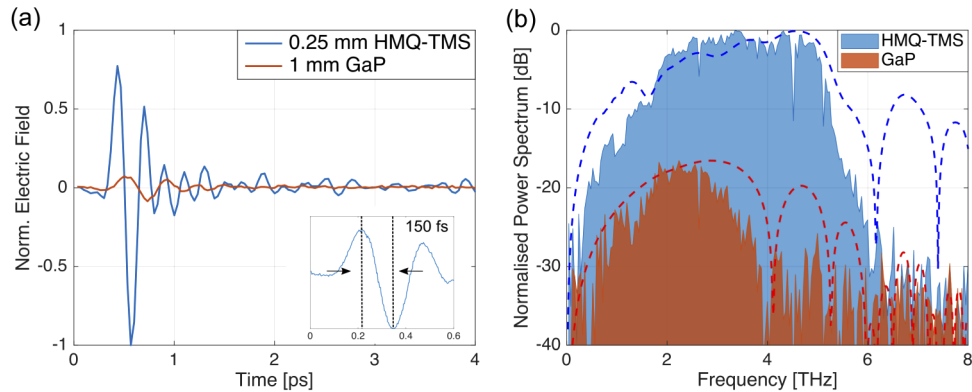 (a)
0.25 mm HMQ-TMS
1 mm GaP
Norm. Electric Field
1
0.5
0
-0.5
-1
0
1
2
3
4
Time [ps]
150 fs
0
0.2
0.4
0.6
(b)
HMQ-TMS
GaP
Normalised Power Spectrum [dB]
0
-10
-20
-30
-40
0
2
4
6
8
Frequency [THz]